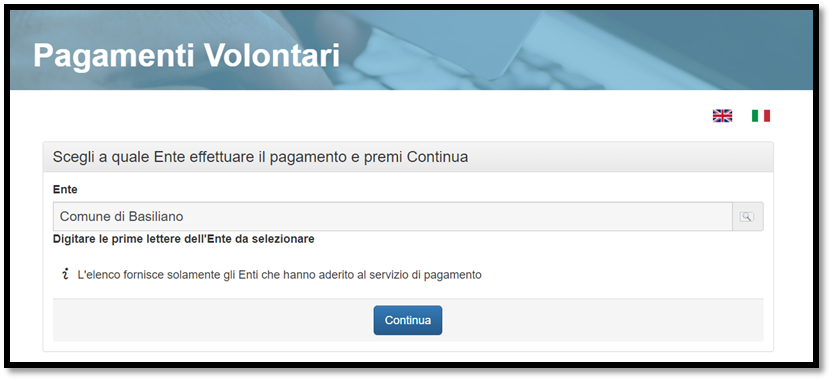 Pagamenti Volontari
Scegli a quale Ente effettuare il pagamento e premi Continua
Ente
Comune di Basiliano
Digitare le prime lettere dell'Ente da selezionare
i L'elenco fornisce solamente gli Enti che hanno aderito al servizio di pagamento
Continua